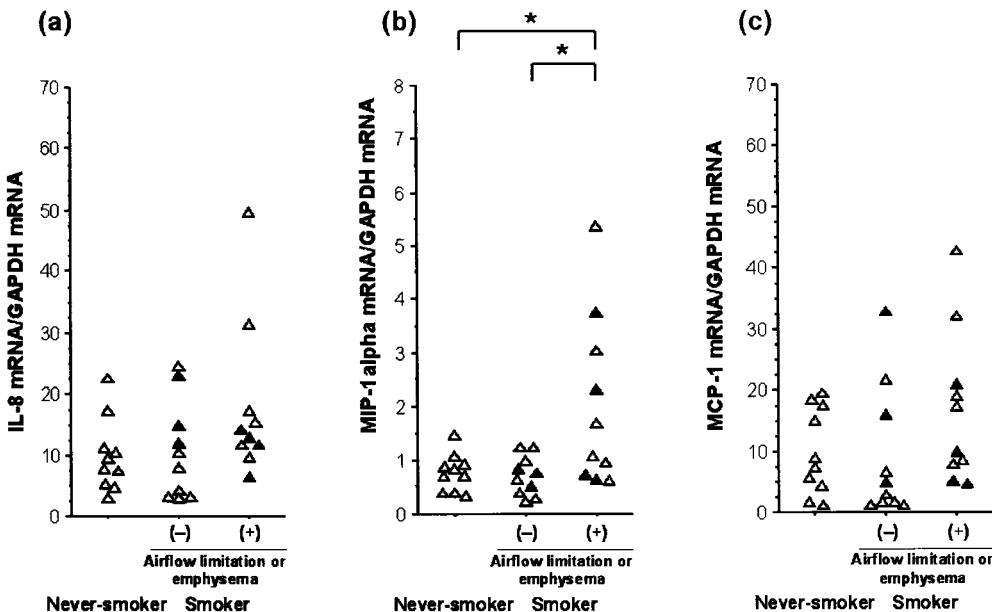 (a)
IL-8 mRNA/GAPDH mRNA
70
60
50
40
30
20
10
0
(–)
(+)
Airflow limitation or
emphysema
Never-smoker Smoker
(b)
*
*
MIP-1alpha mRNA/GAPDH mRNA
8
7
6
5
4
3
2
1
0
(–)
(+)
Airflow limitation or
emphysema
Never-smoker Smoker
(c)
MCP-1 mRNA/GAPDH mRNA
70
60
50
40
30
20
10
0
(–)
(+)
Airflow limitation or
emphysema
Never-smoker Smoker